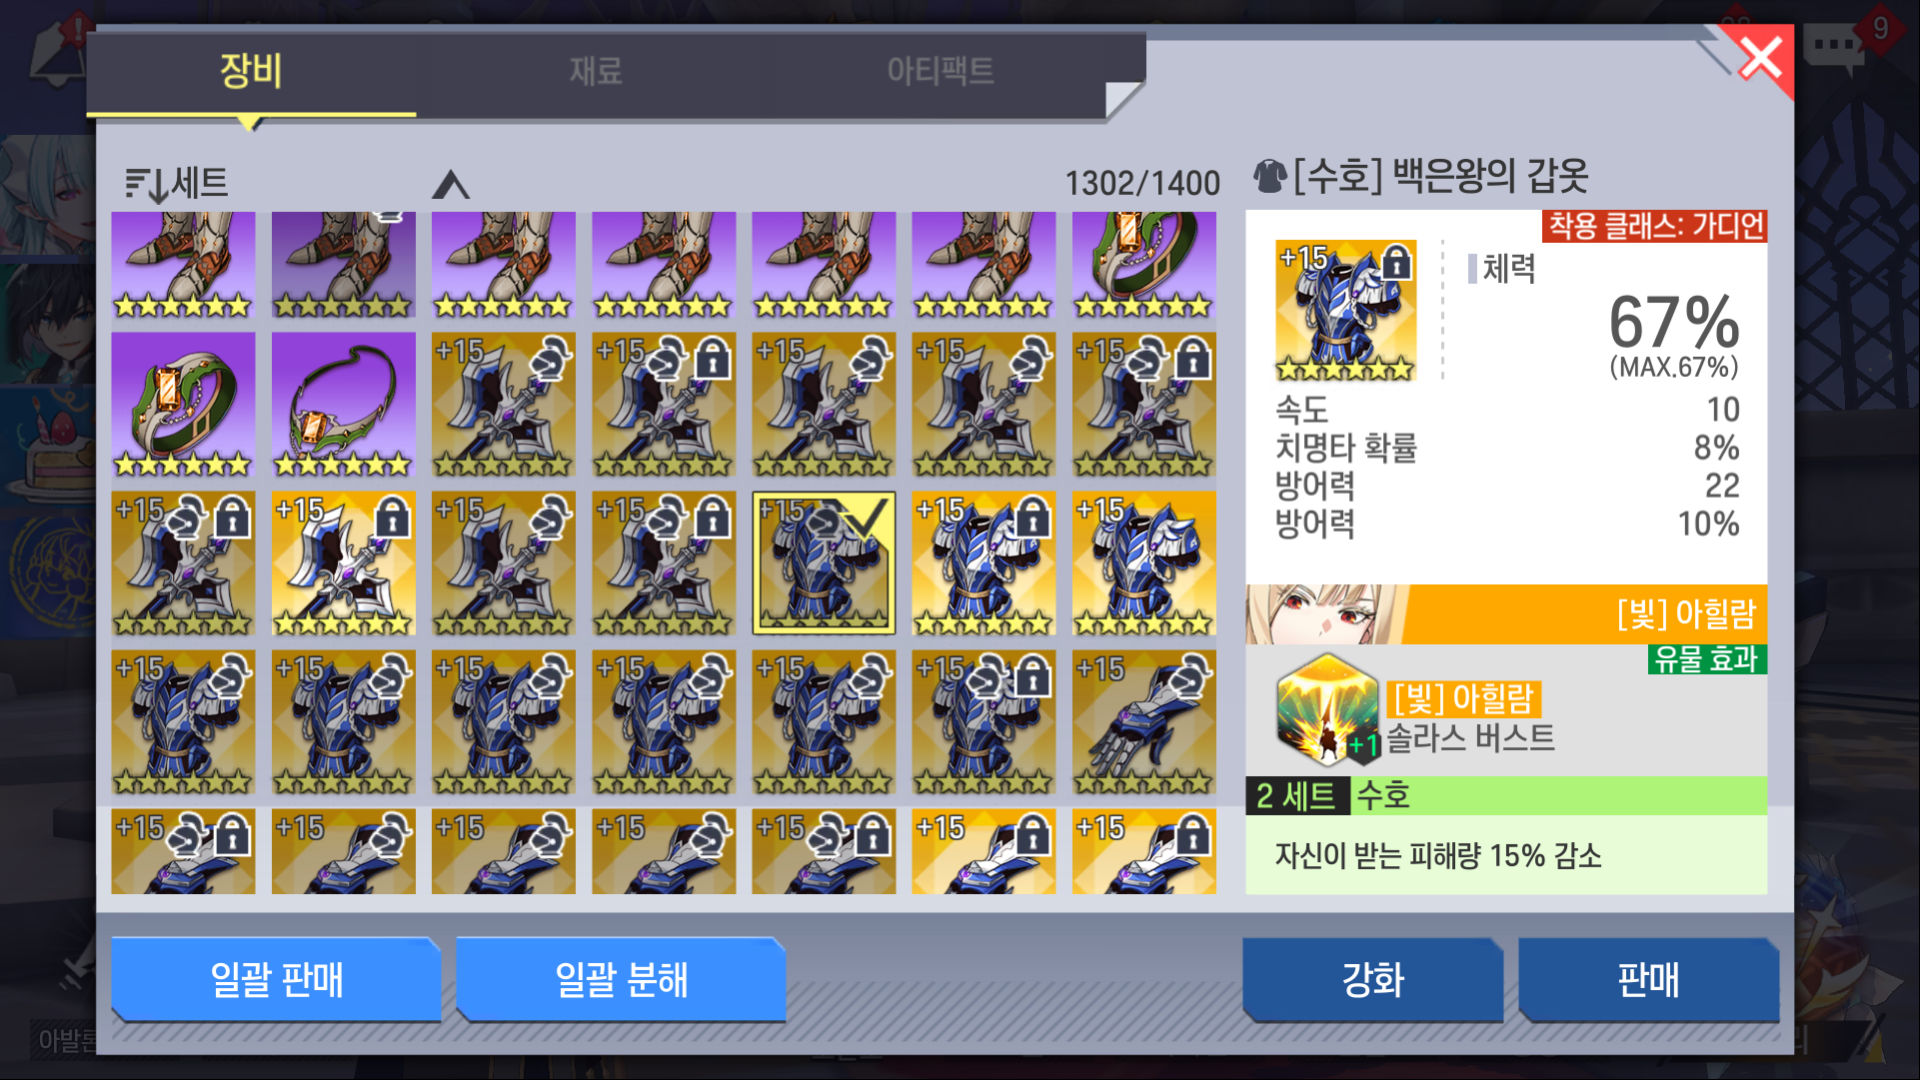 장비
재료
아티팩트
9
세트
1302/1400
[수호] 백은왕의 갑옷
착용 클래스: 가디언
+15
체력
67%
(MAX.67%)
속도 10
치명타 확률 8%
방어력 22
방어력 10%
[빛] 아힐람
유물 효과
[빛] 아힐람
+1 솔라스 버스트
2 세트 수호
자신이 받는 피해량 15% 감소
+15 +15 +15 +15 +15
+15 +15 +15 +15 +15 +15 +15
+15 +15 +15 +15 +15 +15 +15
+15 +15 +15 +15 +15 +15 +15
일괄 판매
일괄 분해
강화
판매
아발론